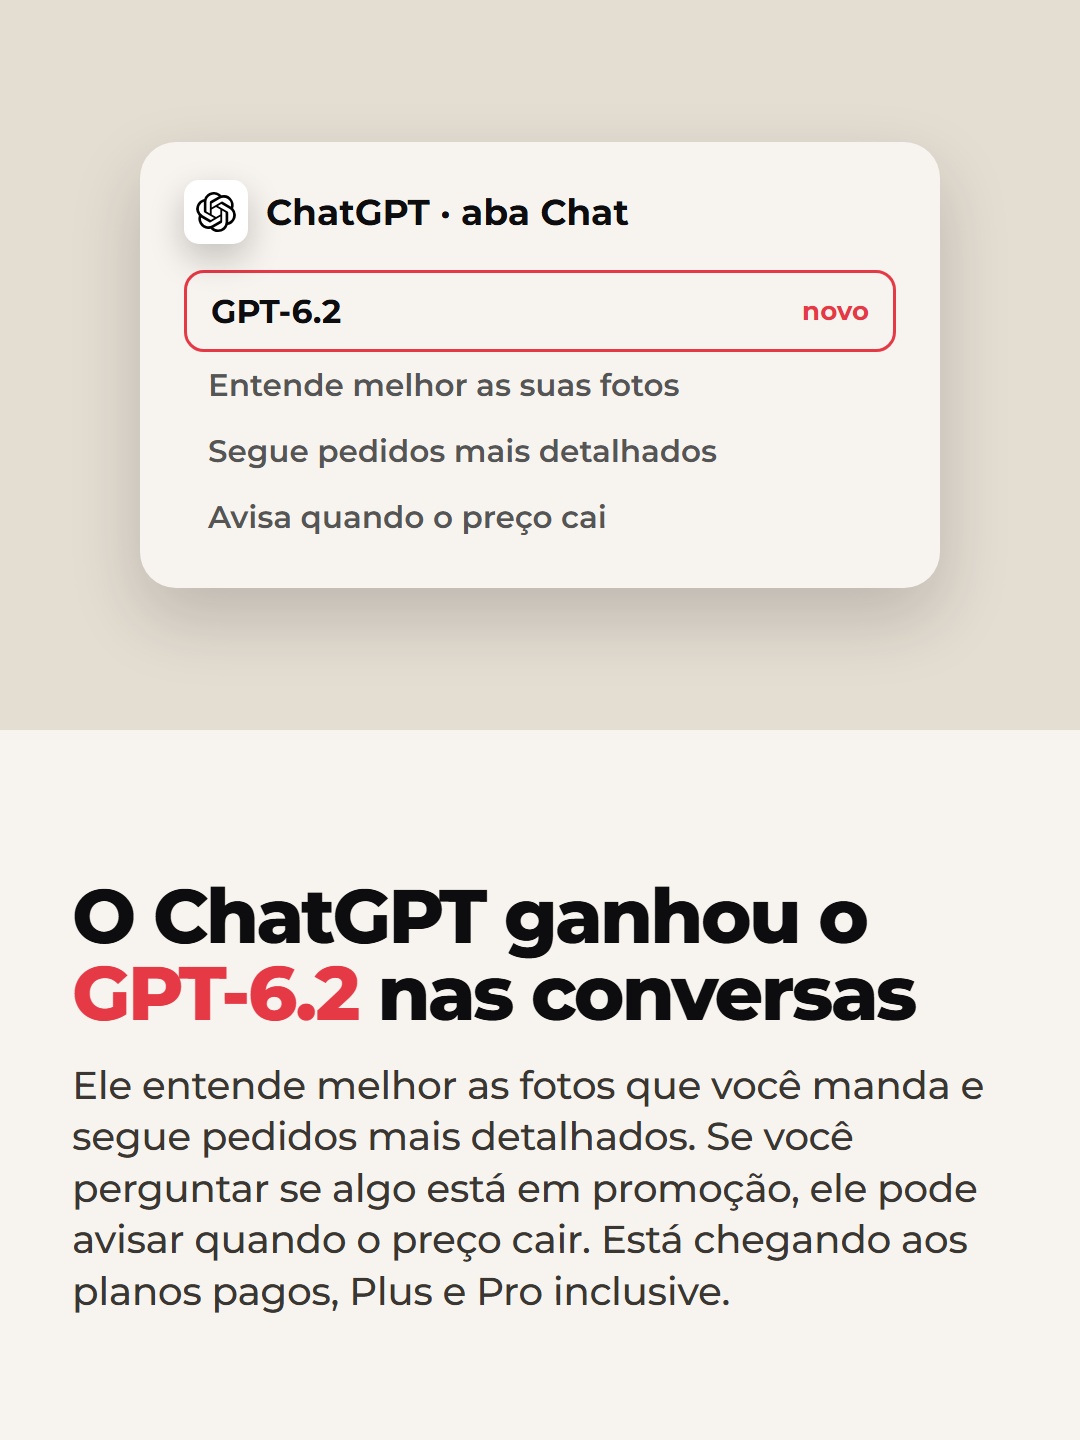 ChatGPT · aba Chat
GPT-6.2 novo
Entende melhor as suas fotos
Segue pedidos mais detalhados
Avisa quando o preço cai
O ChatGPT ganhou o
GPT-6.2 nas conversas
Ele entende melhor as fotos que você manda e
segue pedidos mais detalhados. Se você
perguntar se algo está em promoção, ele pode
avisar quando o preço cair. Está chegando aos
planos pagos, Plus e Pro inclusive.